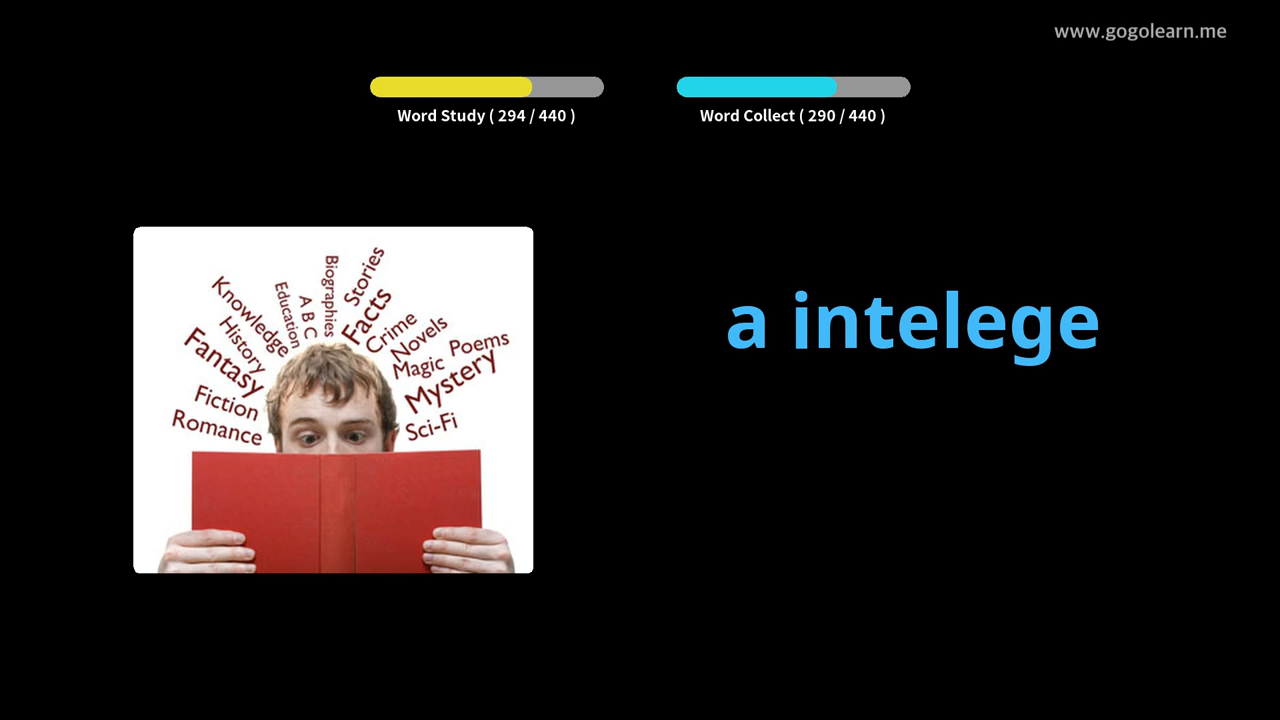 www.gogolearn.me
Word Study ( 294 / 440 )
Word Collect ( 290 / 440 )
a intelege
Biographies
Stories
Education
A B C
Facts
Knowledge
Crime
History
Novels
Fantasy
Magic
Poems
Mystery
Fiction
Romance
Sci-Fi